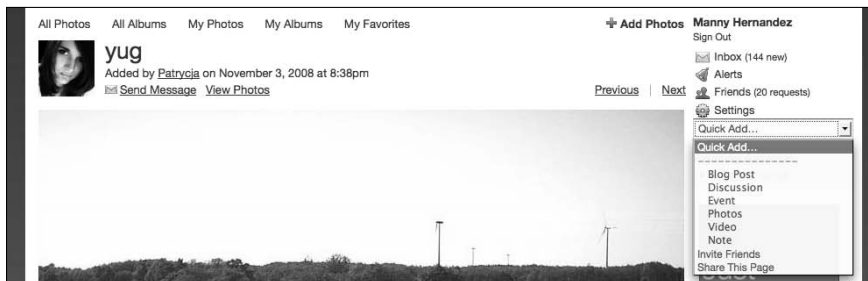 All Photos All Albums My Photos My Albums My Favorites
Add Photos
yug
Added by Patrycja on November 3, 2008 at 8:38pm
Send Message View Photos
Previous Next
Manny Hernandez
Sign Out
Inbox (144 new)
Alerts
Friends (20 requests)
Settings
Quick Add...
Quick Add...
---------------
Blog Post
Discussion
Event
Photos
Video
Note
Invite Friends
Share This Page